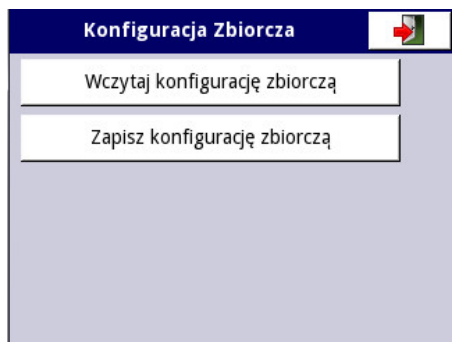 Konfiguracja Zbiorcza
Wczytaj konfigurację zbiorczą
Zapisz konfigurację zbiorczą